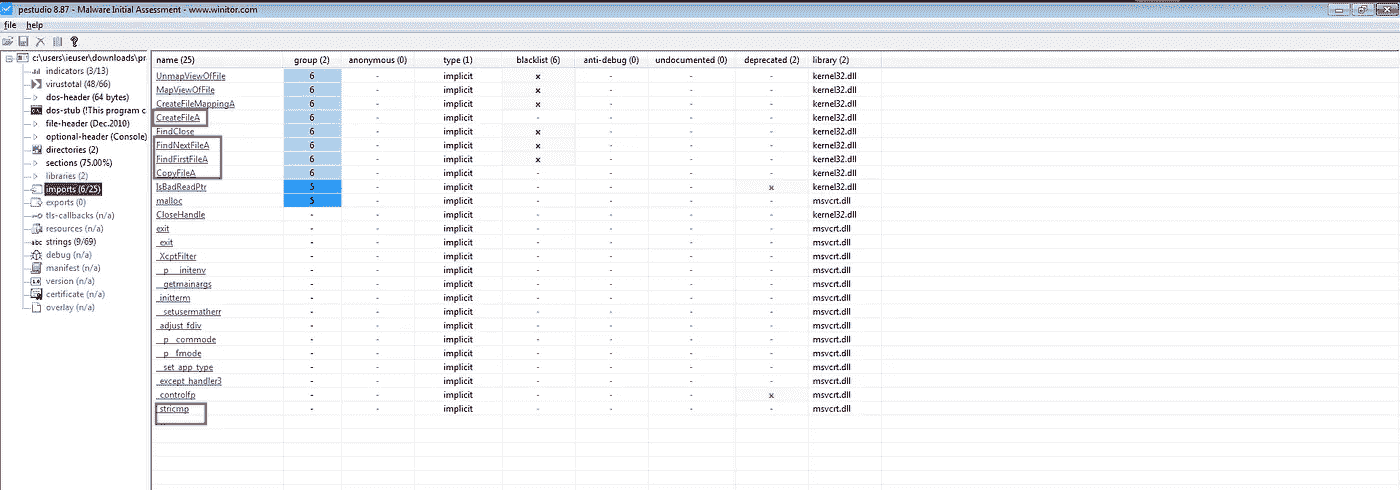 pestudio 8.87 - Malware Initial Assessment - www.winitor.com
file help
c:\users\ieuser\downloads\pr
indicators (3/13)
virustotal (48/66)
dos-header (64 bytes)
dos-stub (!This program c
file-header (Dec.2010)
optional-header (Console)
directories (2)
sections (75.00%)
libraries (2)
imports (6/25)
exports (0)
tls-callbacks (n/a)
resources (n/a)
abc strings (9/69)
debug (n/a)
manifest (n/a)
1.0 version (n/a)
certificate (n/a)
overlay (n/a)
name (25) group (2) anonymous (0) type (1) blacklist (6) anti-debug (0) undocumented (0) deprecated (2) library (2)
UnmapViewOfFile 6 - implicit x - - - kernel32.dll
MapViewOfFile 6 - implicit x - - - kernel32.dll
CreateFileMappingA 6 - implicit x - - - kernel32.dll
CreateFileA 6 - implicit - - - - kernel32.dll
FindClose 6 - implicit x - - - kernel32.dll
FindNextFileA 6 - implicit x - - - kernel32.dll
FindFirstFileA 6 - implicit x - - - kernel32.dll
CopyFileA 6 - implicit - - - - kernel32.dll
IsBadReadPtr 5 - implicit - - - x kernel32.dll
malloc 5 - implicit - - - - msvcrt.dll
CloseHandle - - implicit - - - - kernel32.dll
exit - - implicit - - - - msvcrt.dll
_exit - - implicit - - - - msvcrt.dll
_XcptFilter - - implicit - - - - msvcrt.dll
__p___initenv - - implicit - - - - msvcrt.dll
__getmainargs - - implicit - - - - msvcrt.dll
_initterm - - implicit - - - - msvcrt.dll
__setusermatherr - - implicit - - - - msvcrt.dll
_adjust_fdiv - - implicit - - - - msvcrt.dll
__p__commode - - implicit - - - - msvcrt.dll
__p__fmode - - implicit - - - - msvcrt.dll
__set_app_type - - implicit - - - - msvcrt.dll
_except_handler3 - - implicit - - - - msvcrt.dll
_controlfp - - implicit - - - x msvcrt.dll
_stricmp - - implicit - - - - msvcrt.dll